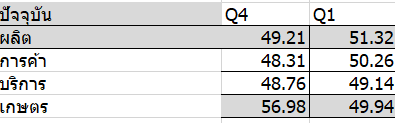 ปัจจุบัน Q4 Q1
ผลิต 49.21 51.32
การค้า 48.31 50.26
บริการ 48.76 49.14
เกษตร 56.98 49.94